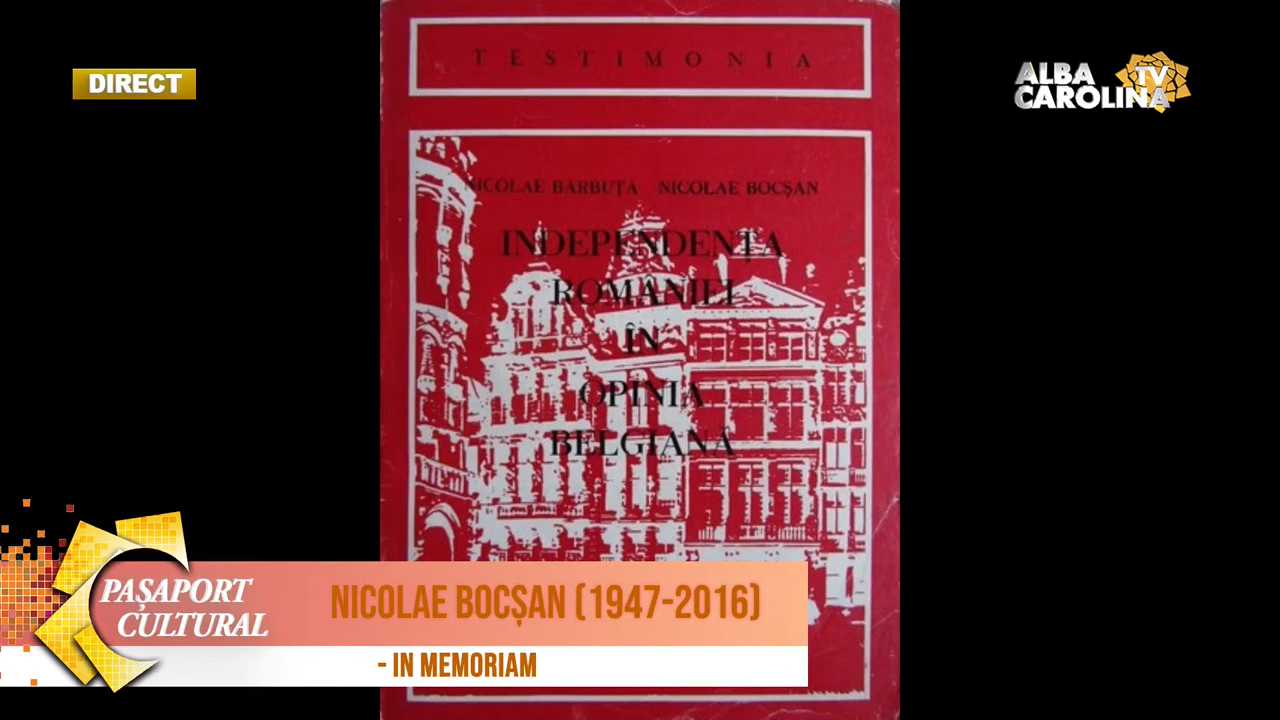 DIRECT
ALBA TV
CAROLINA
TESTIMONIA
NICOLAE BĂRBUȚĂ NICOLAE BOCȘAN
INDEPENDENȚA
ROMÂNIEI
ÎN
OPINIA
BELGIANĂ
PAȘAPORT
CULTURAL
NICOLAE BOCȘAN (1947-2016)
- IN MEMORIAM